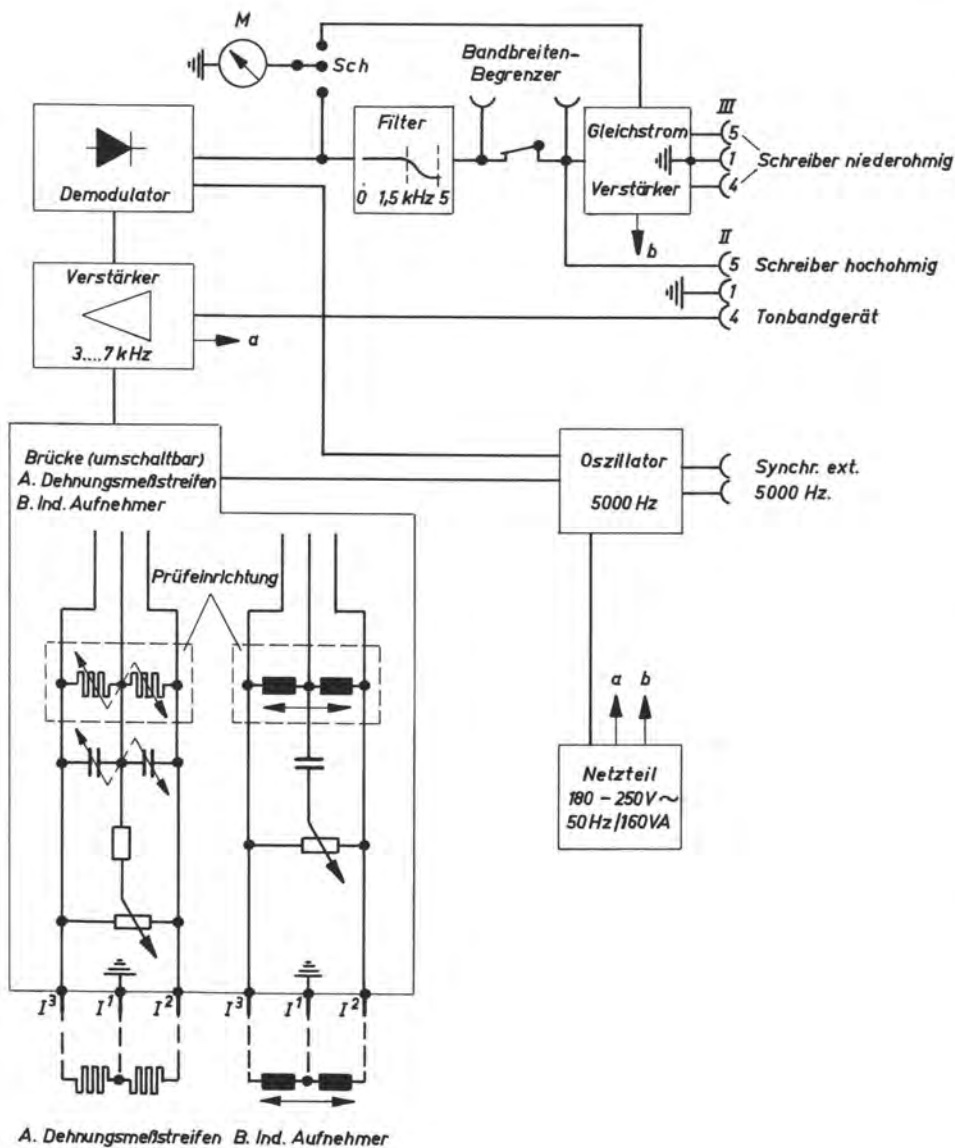 M
Sch
Bandbreiten-
Begrenzer
Demodulator
Filter
0 1,5 kHz 5
Gleichstrom
Verstärker
b
III
5
1
4
Schreiber niederohmig
II
5 Schreiber hochohmig
1
4 Tonbandgerät
Verstärker
3....7 kHz
a
Brücke (umschaltbar)
A. Dehnungsmeßstreifen
B. Ind. Aufnehmer
Oszillator
5000 Hz
Synchr. ext.
5000 Hz.
Prüfeinrichtung
a b
Netzteil
180 – 250V ~
50Hz/160VA
I³ I¹ I² I³ I¹ I²
A. Dehnungsmeßstreifen B. Ind. Aufnehmer